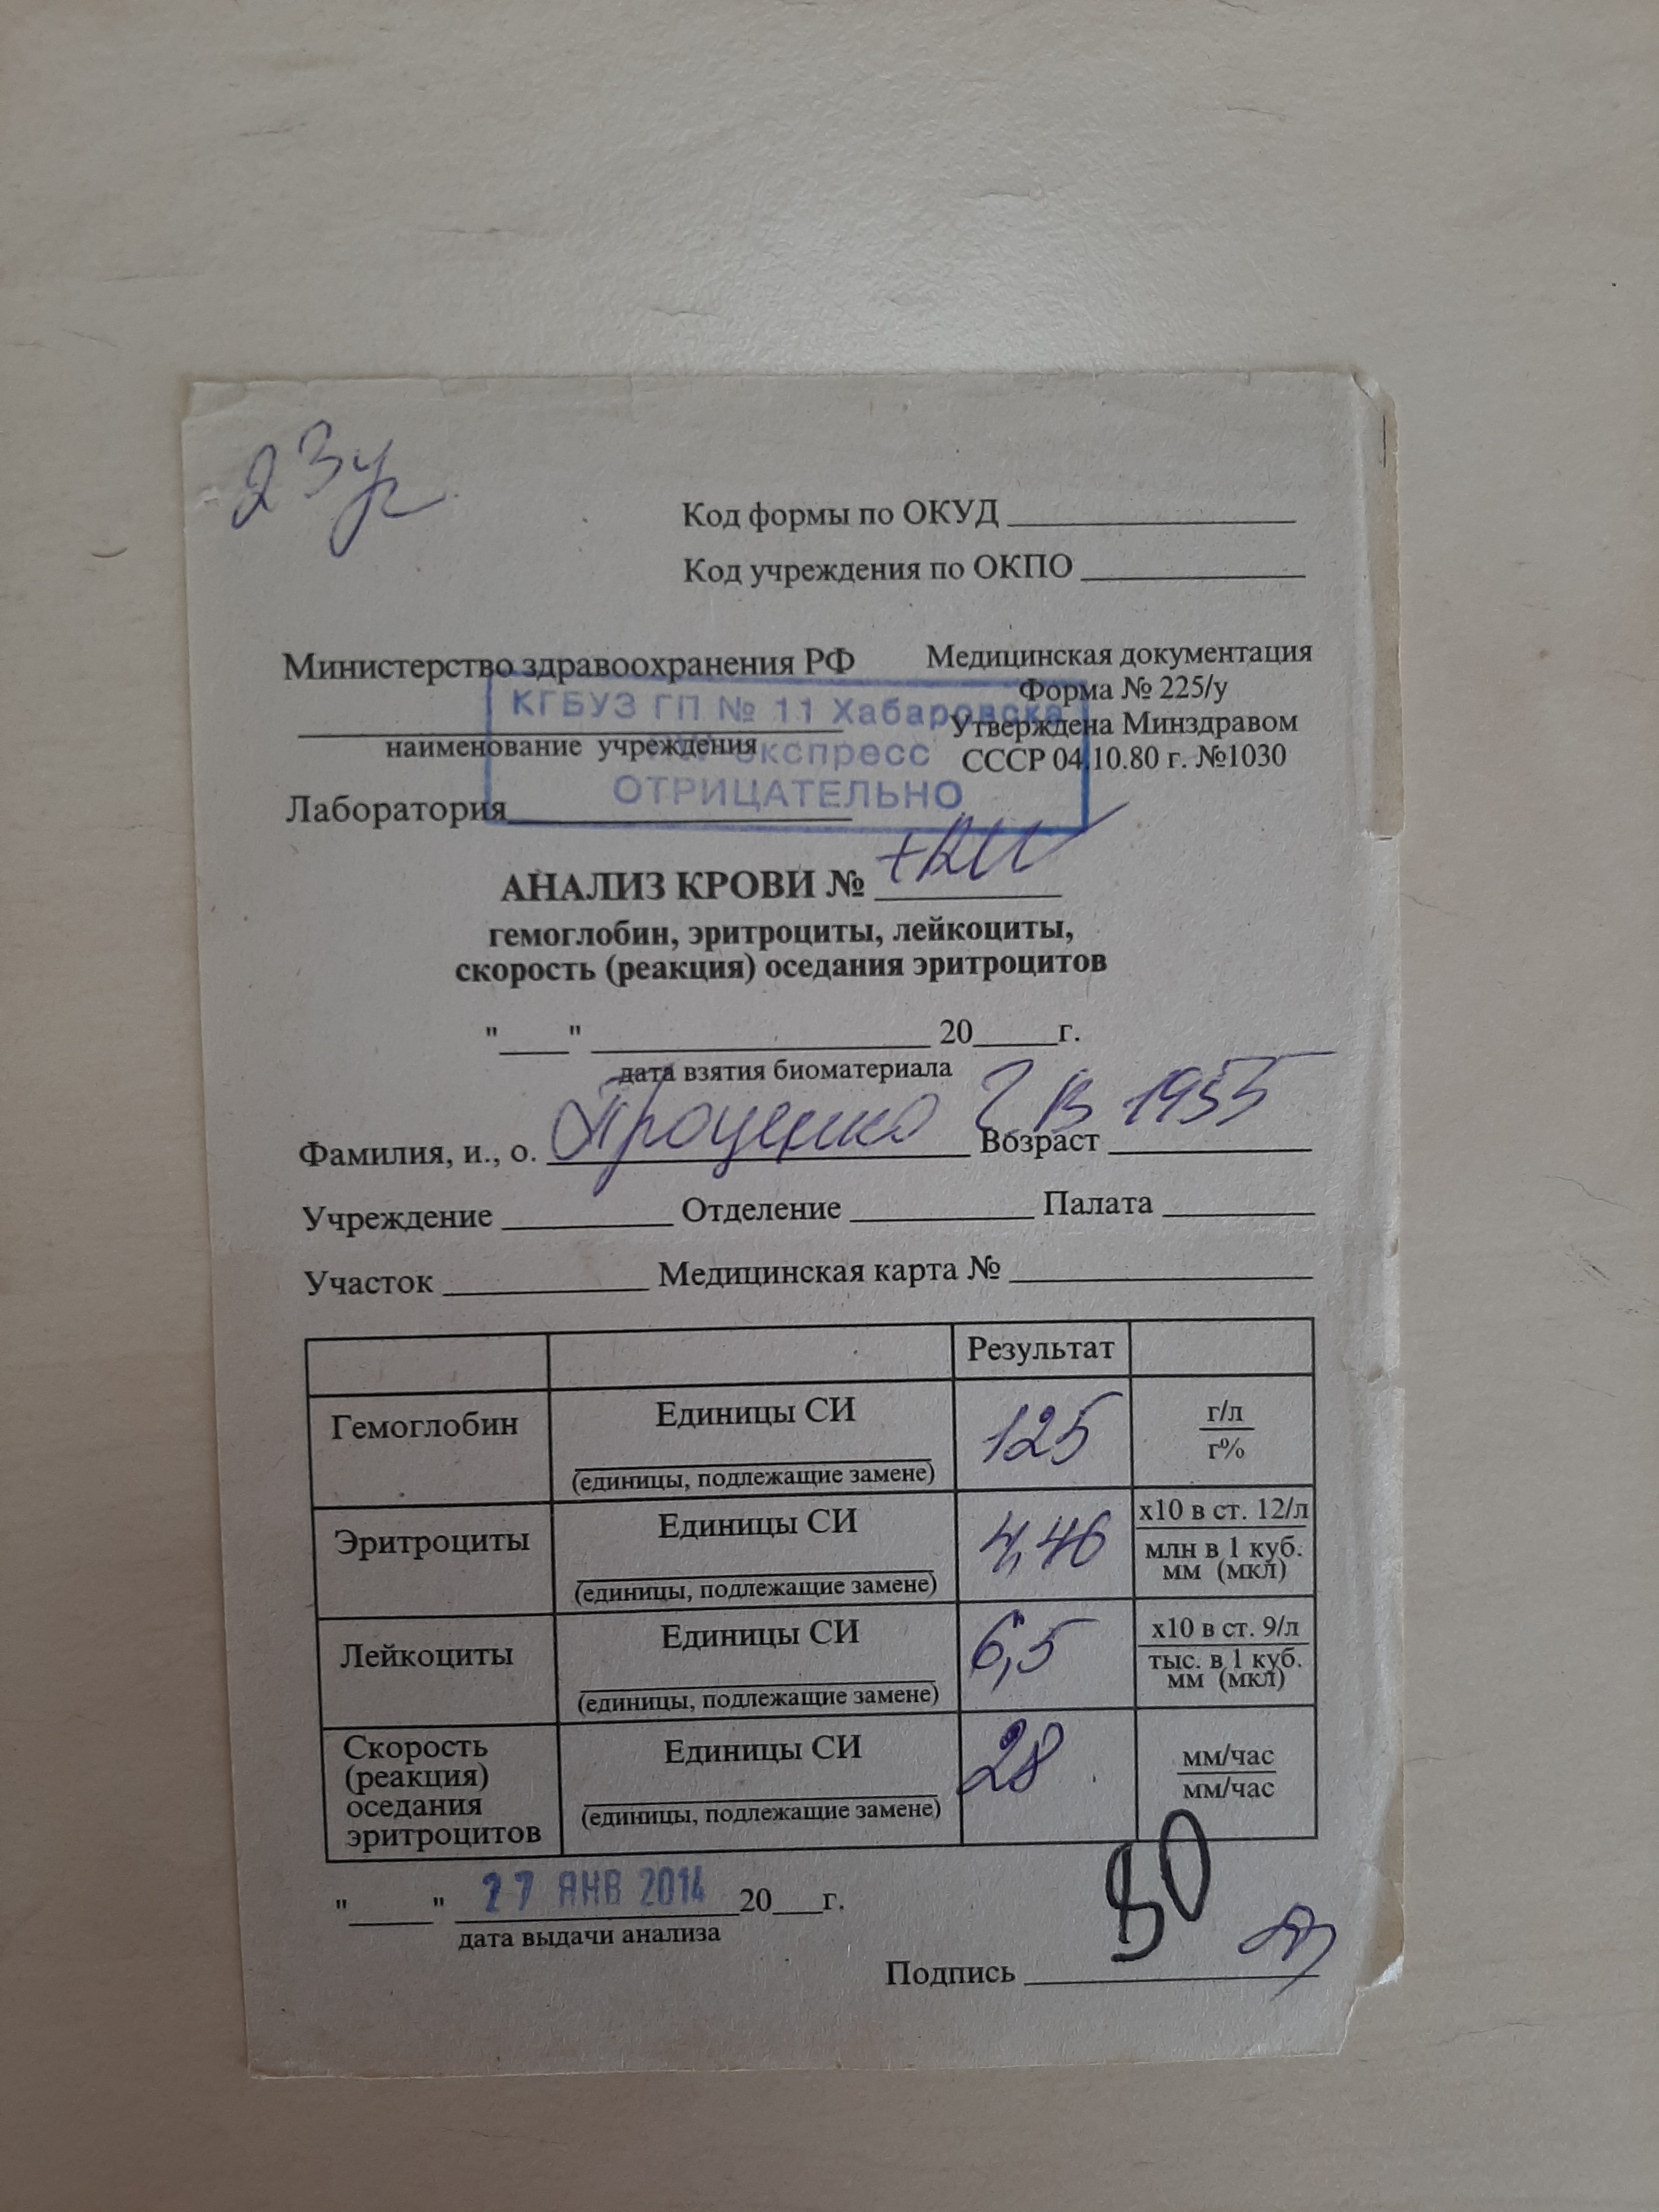 23у
Код формы по ОКУД
Код учреждения по ОКПО
Министерство здравоохранения РФ
наименование учреждения
Лаборатория
Медицинская документация
Форма № 225/у
Утверждена Минздравом
СССР 04.10.80 г. №1030
КГБУЗ ГП № 11 Хабаровска
экспресс
ОТРИЦАТЕЛЬНО
АНАЛИЗ КРОВИ №
гемоглобин, эритроциты, лейкоциты,
скорость (реакция) оседания эритроцитов
"____" ____ 20____г.
дата взятия биоматериала
Фамилия, и., о. Проценко Г В Возраст 1955
Учреждение Отделение Палата
Участок Медицинская карта №
Результат
Гемоглобин
Единицы СИ
(единицы, подлежащие замене)
125
г/л
г%
Эритроциты
Единицы СИ
(единицы, подлежащие замене)
4,46
х10 в ст. 12/л
млн в 1 куб.
мм (мкл)
Лейкоциты
Единицы СИ
(единицы, подлежащие замене)
6,5
х10 в ст. 9/л
тыс. в 1 куб.
мм (мкл)
Скорость
(реакция)
оседания
эритроцитов
Единицы СИ
(единицы, подлежащие замене)
28
мм/час
мм/час
"____" 27 ЯНВ 2014 20___г.
дата выдачи анализа
Подпись